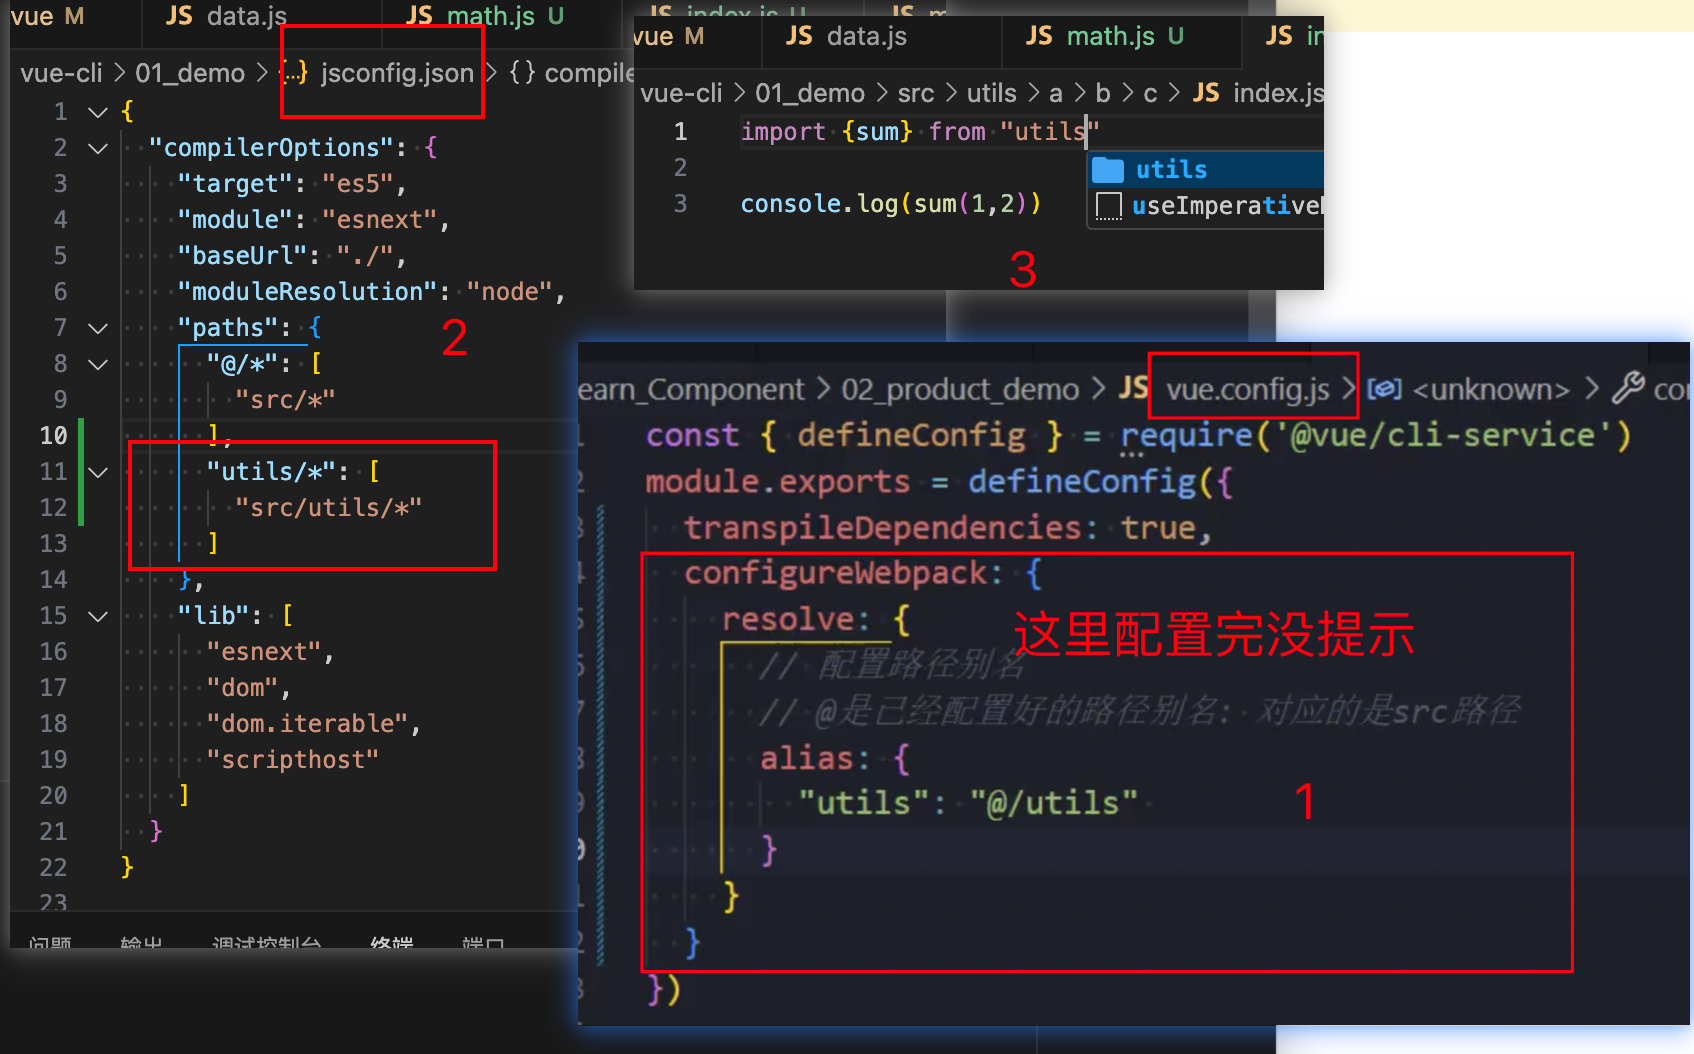 vue M JS data.js JS math.js U
vue-cli > 01_demo > {…} jsconfig.json > {} compile
1 {
2 "compilerOptions": {
3 "target": "es5",
4 "module": "esnext",
5 "baseUrl": "./",
6 "moduleResolution": "node",
7 "paths": {
8 "@/*": [
9 "src/*"
10 ],
11 "utils/*": [
12 "src/utils/*"
13 ]
14 },
15 "lib": [
16 "esnext",
17 "dom",
18 "dom.iterable",
19 "scripthost"
20 ]
21 }
22 }
23
2
问题 输出 调试控制台 终端 端口
JS index.js U JS
vue M JS data.js JS math.js U JS in
vue-cli > 01_demo > src > utils > a > b > c > JS index.js
1 import {sum} from "utils"
utils
2
useImperative
3 console.log(sum(1,2))
3
earn_Component > 02_product_demo > JS vue.config.js > <unknown> > co
const { defineConfig } = require('@vue/cli-service')
module.exports = defineConfig({
transpileDependencies: true,
configureWebpack: {
resolve: {
这里配置完没提示
// 配置路径别名
// @是已经配置好的路径别名: 对应的是src路径
alias: {
"utils": "@/utils"
1
}
}
}
})